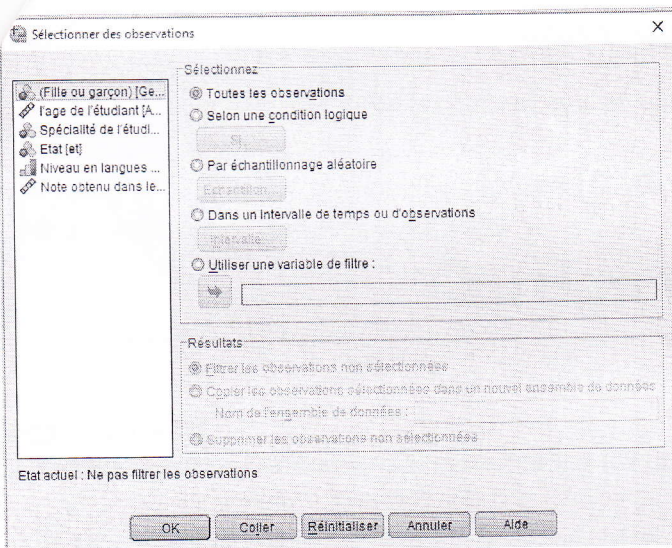 Sélectionner des observations
(Fille ou garçon) [Ge...
l'age de l'étudiant [A...
Spécialité de l'étudi...
Etat [et]
Niveau en langues ...
Note obtenu dans le...
Sélectionnez
Toutes les observations
Selon une condition logique
Si...
Par échantillonnage aléatoire
Echantillon...
Dans un intervalle de temps ou d'observations
Intervalle...
Utiliser une variable de filtre :
Résultats
Filtrer les observations non sélectionnées
Copier les observations sélectionnées dans un nouvel ensemble de données
Nom de l'ensemble de données :
Supprimer les observations non sélectionnées
Etat actuel : Ne pas filtrer les observations
OK
Coller
Réinitialiser
Annuler
Aide